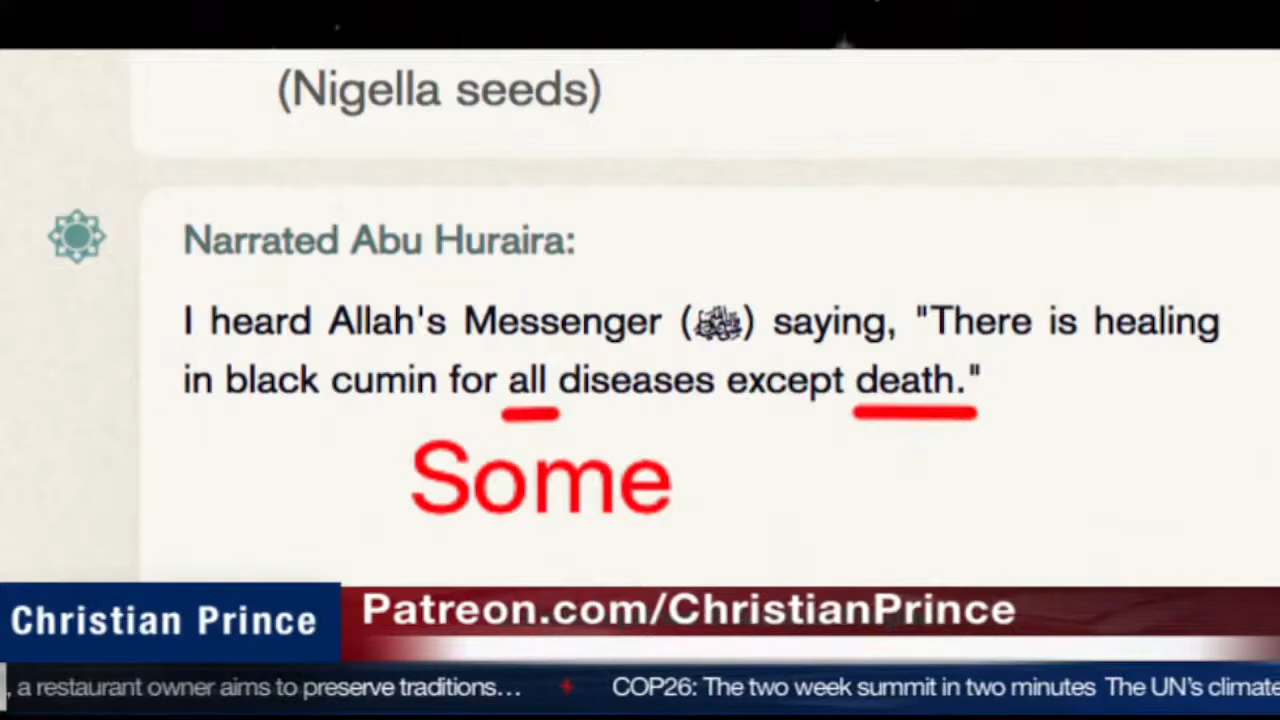 (Nigella seeds)
Narrated Abu Huraira:
I heard Allah's Messenger (ﷺ) saying, "There is healing
in black cumin for all diseases except death."
Some
Christian Prince
Patreon.com/ChristianPrince
, a restaurant owner aims to preserve traditions... COP26: The two week summit in two minutes The UN's climate